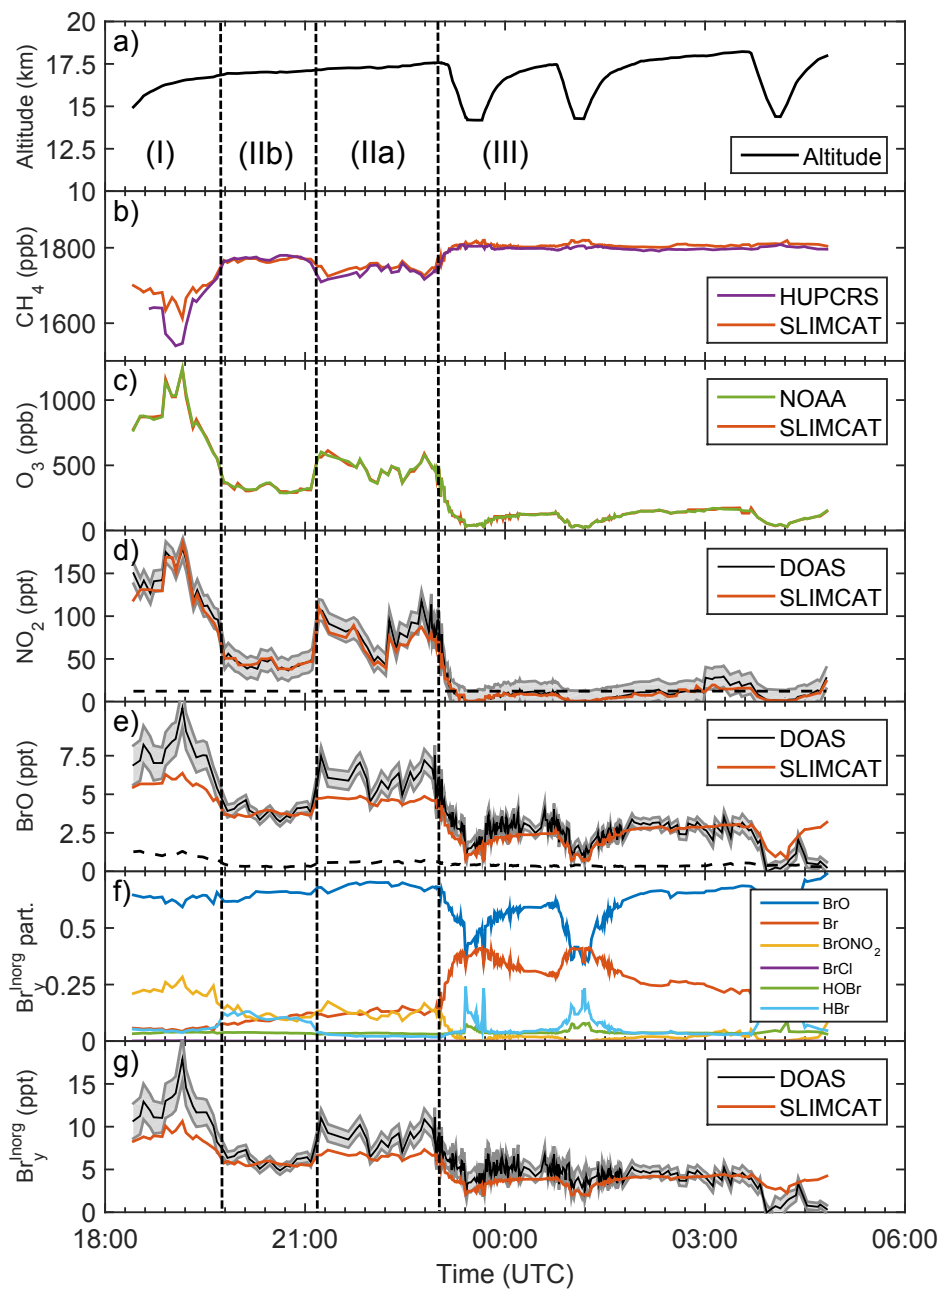 a)
Altitude (km)
20
17.5
15
12.5
10
(I)
(IIb)
(IIa)
(III)
Altitude
b)
CH4 (ppb)
1800
1600
HUPCRS
SLIMCAT
c)
O3 (ppb)
1000
500
0
NOAA
SLIMCAT
d)
NO2 (ppt)
150
100
50
0
DOAS
SLIMCAT
e)
BrO (ppt)
7.5
5
2.5
0
DOAS
SLIMCAT
f)
Br_y^Inorg part.
0.5
0.25
0
BrO
Br
BrONO2
BrCl
HOBr
HBr
g)
Br_y^Inorg (ppt)
15
10
5
0
DOAS
SLIMCAT
18:00
21:00
00:00
03:00
06:00
Time (UTC)